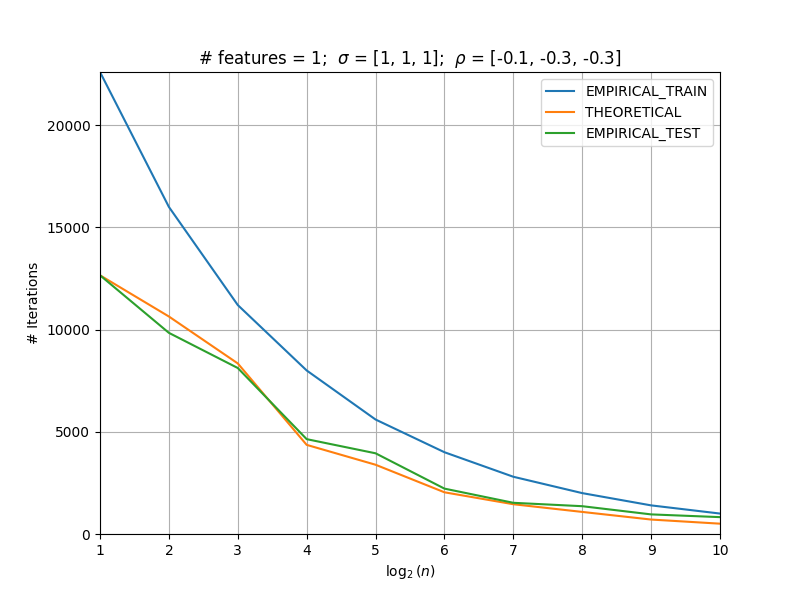 # features = 1; σ = [1, 1, 1]; ρ = [-0.1, -0.3, -0.3]
EMPIRICAL_TRAIN
THEORETICAL
EMPIRICAL_TEST
# Iterations
20000
15000
10000
5000
0
1 2 3 4 5 6 7 8 9 10
log₂(n)